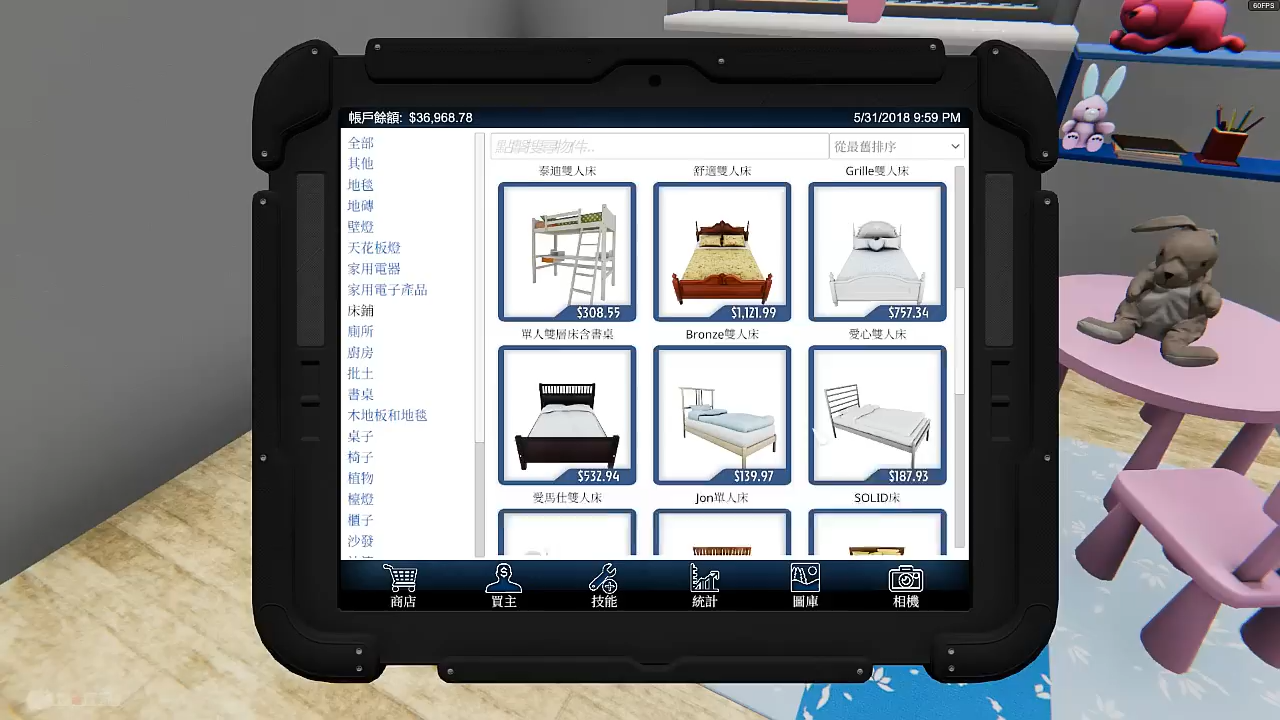 60FPS
帳戶餘額: $36,968.78
5/31/2018 9:59 PM
全部
其他
地毯
地磚
壁燈
天花板燈
家用電器
家用電子產品
床鋪
廁所
廚房
批土
書桌
木地板和地毯
桌子
椅子
植物
檯燈
櫃子
沙發
從最舊排序
泰迪雙人床
舒適雙人床
Grille雙人床
$308.55
$1,121.99
$757.34
單人雙層床含書桌
Bronze雙人床
愛心雙人床
$532.94
$139.97
$187.93
愛馬仕雙人床
Jon單人床
SOLID床
商店
買主
技能
統計
圖庫
相機